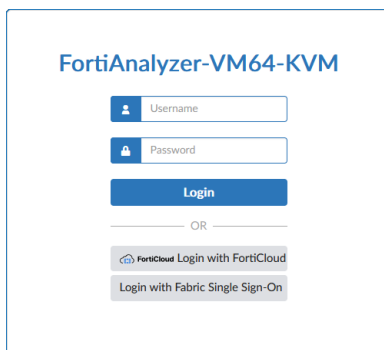 FortiAnalyzer-VM64-KVM
Username
Password
Login
OR
FortiCloud Login with FortiCloud
Login with Fabric Single Sign-On